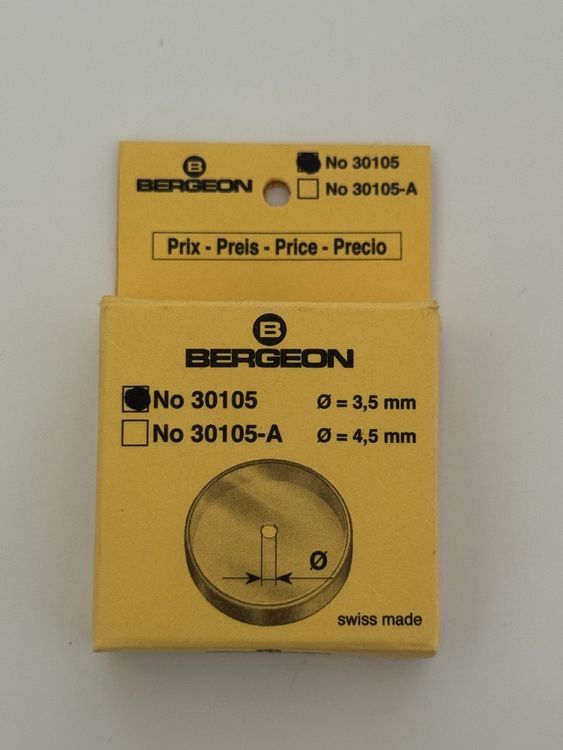 B
BERGEON
No 30105
No 30105-A
Prix - Preis - Price - Precio
B
BERGEON
No 30105 Ø = 3,5 mm
No 30105-A Ø = 4,5 mm
Ø
swiss made